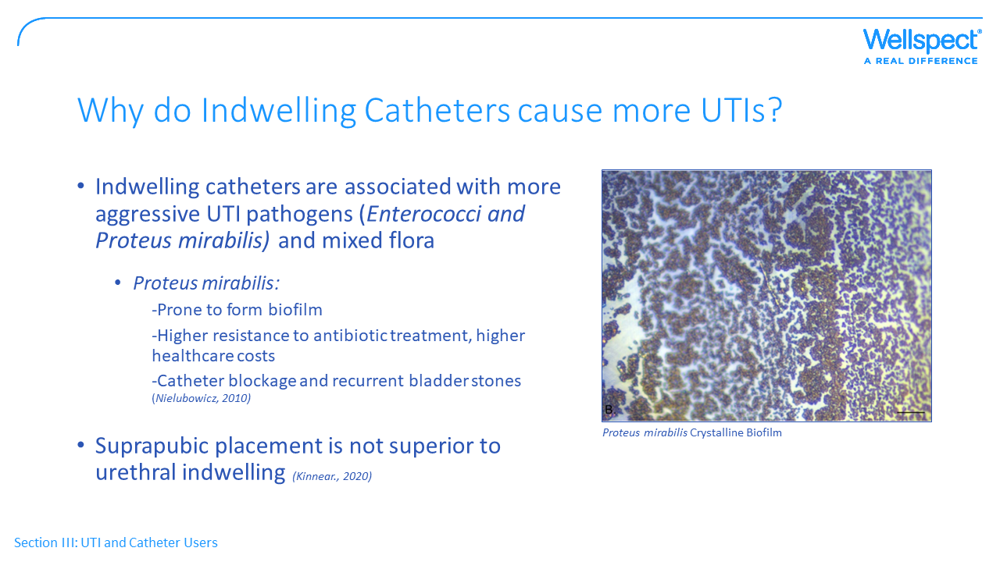 Wellspect®
A REAL DIFFERENCE
Why do Indwelling Catheters cause more UTIs?
• Indwelling catheters are associated with more
aggressive UTI pathogens (Enterococci and
Proteus mirabilis) and mixed flora
• Proteus mirabilis:
-Prone to form biofilm
-Higher resistance to antibiotic treatment, higher
healthcare costs
-Catheter blockage and recurrent bladder stones
(Nielubowicz, 2010)
• Suprapubic placement is not superior to
urethral indwelling (Kinnear., 2020)
B
Proteus mirabilis Crystalline Biofilm
Section III: UTI and Catheter Users